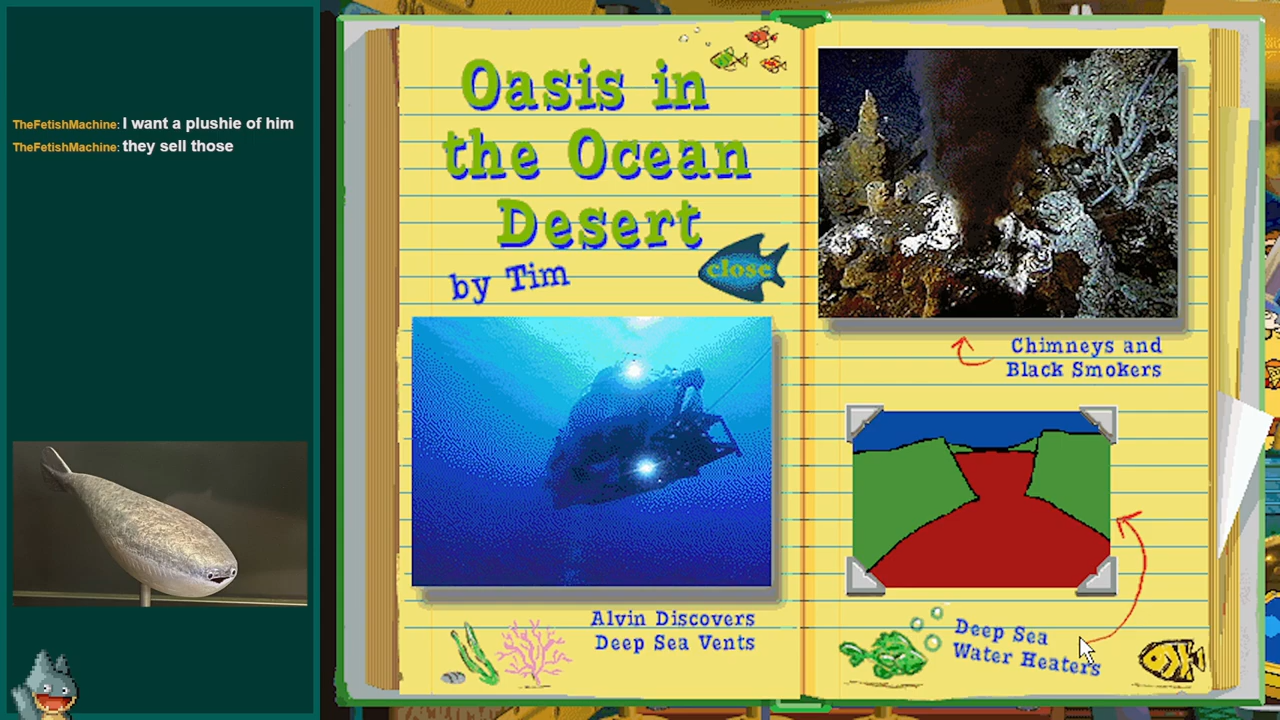 TheFetishMachine: I want a plushie of him
TheFetishMachine: they sell those
Oasis in
the Ocean
Desert
by Tim
close
Alvin Discovers
Deep Sea Vents
Chimneys and
Black Smokers
Deep Sea
Water Heaters